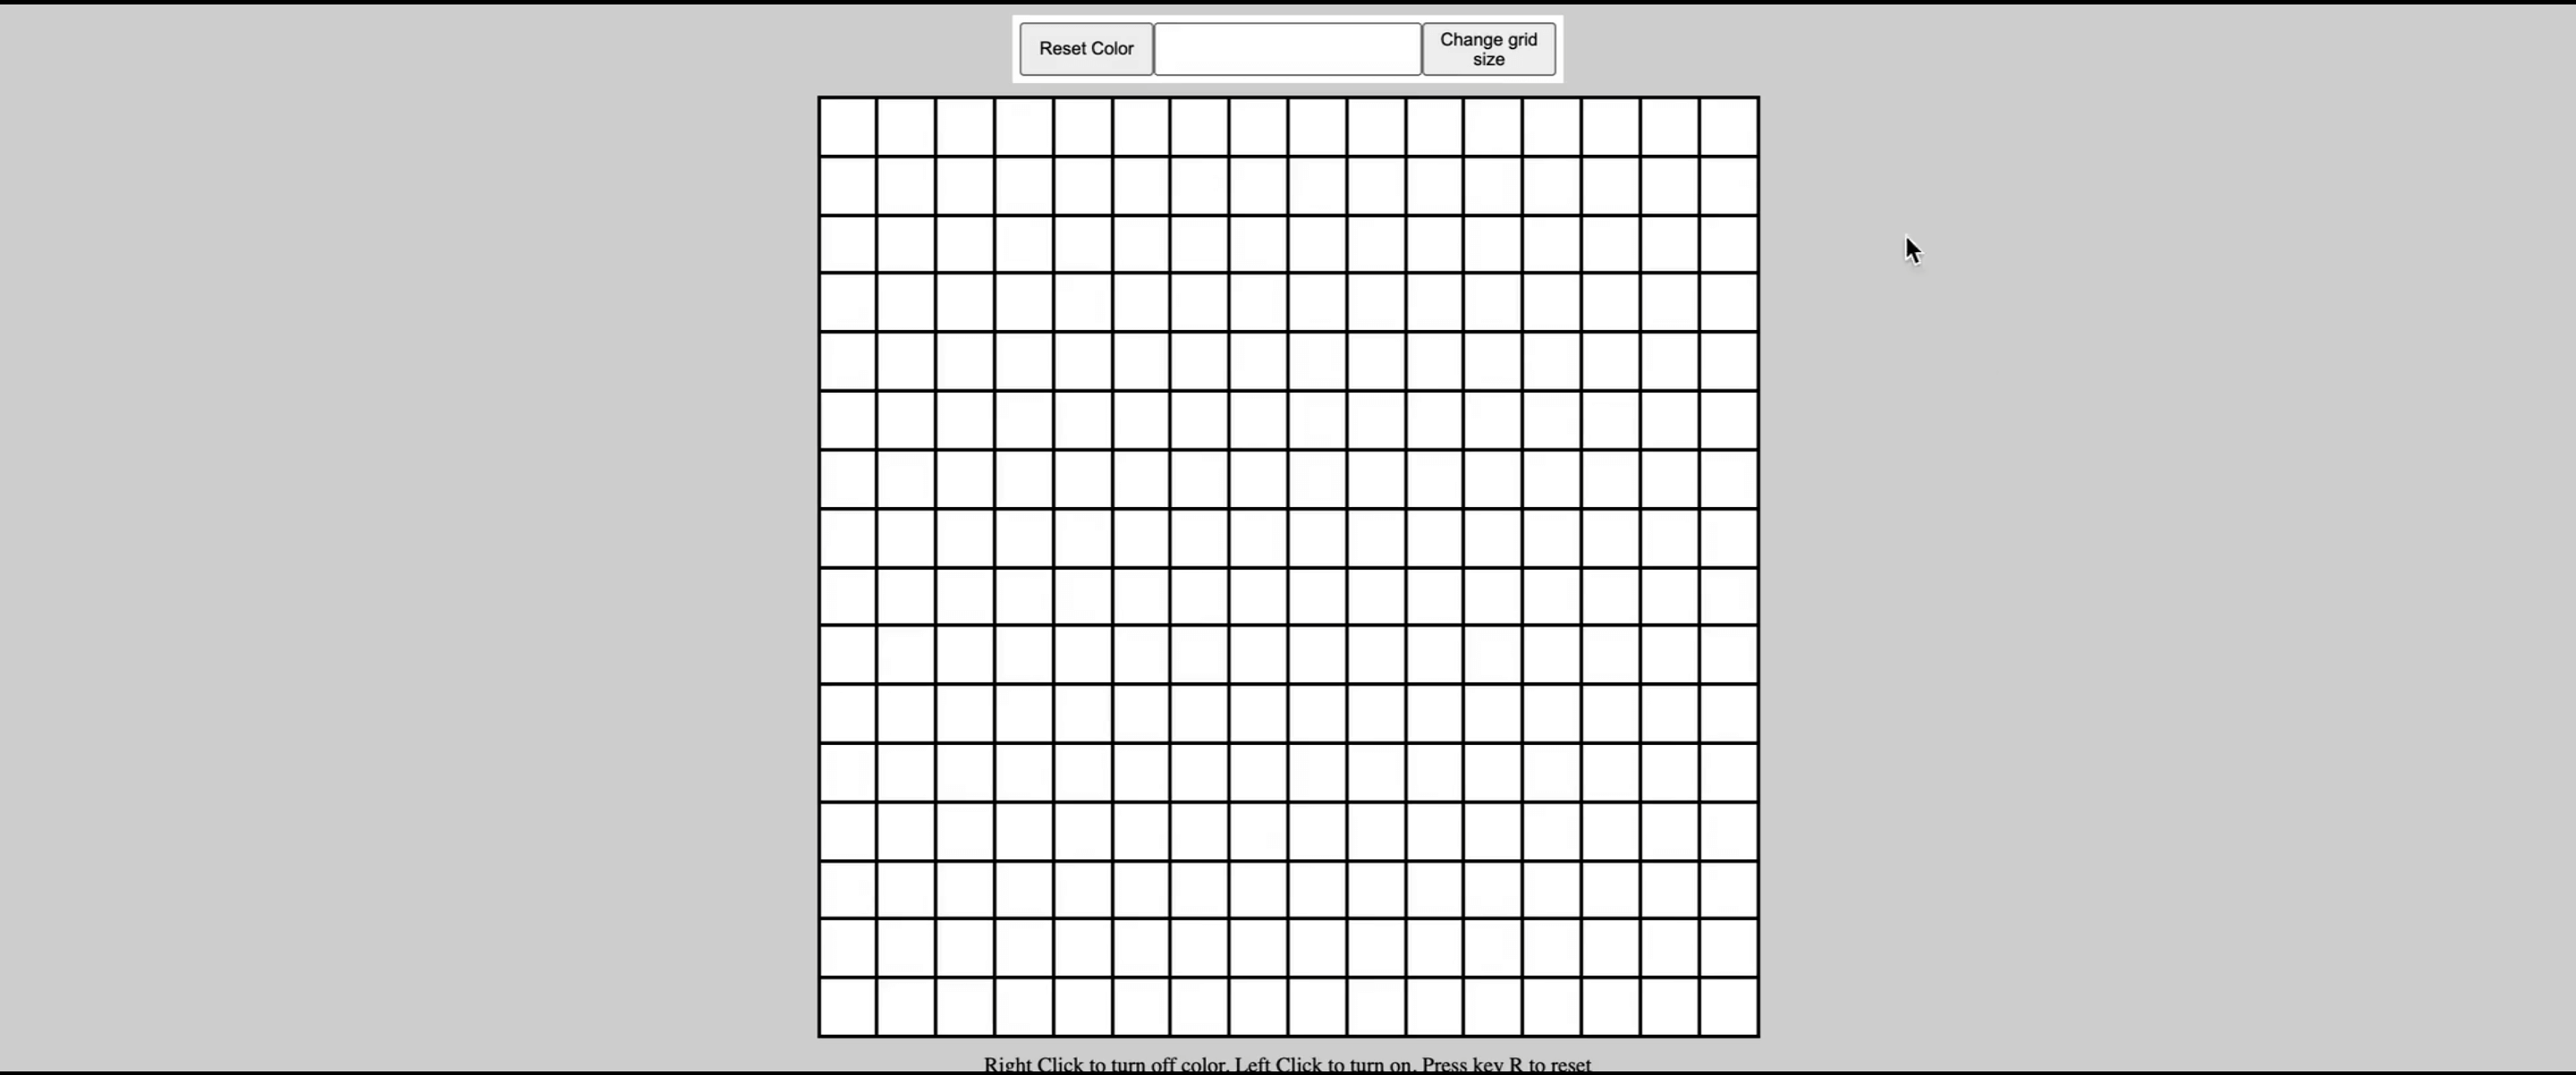 Reset Color
Change grid
size
Right Click to turn off color. Left Click to turn on. Press key R to reset